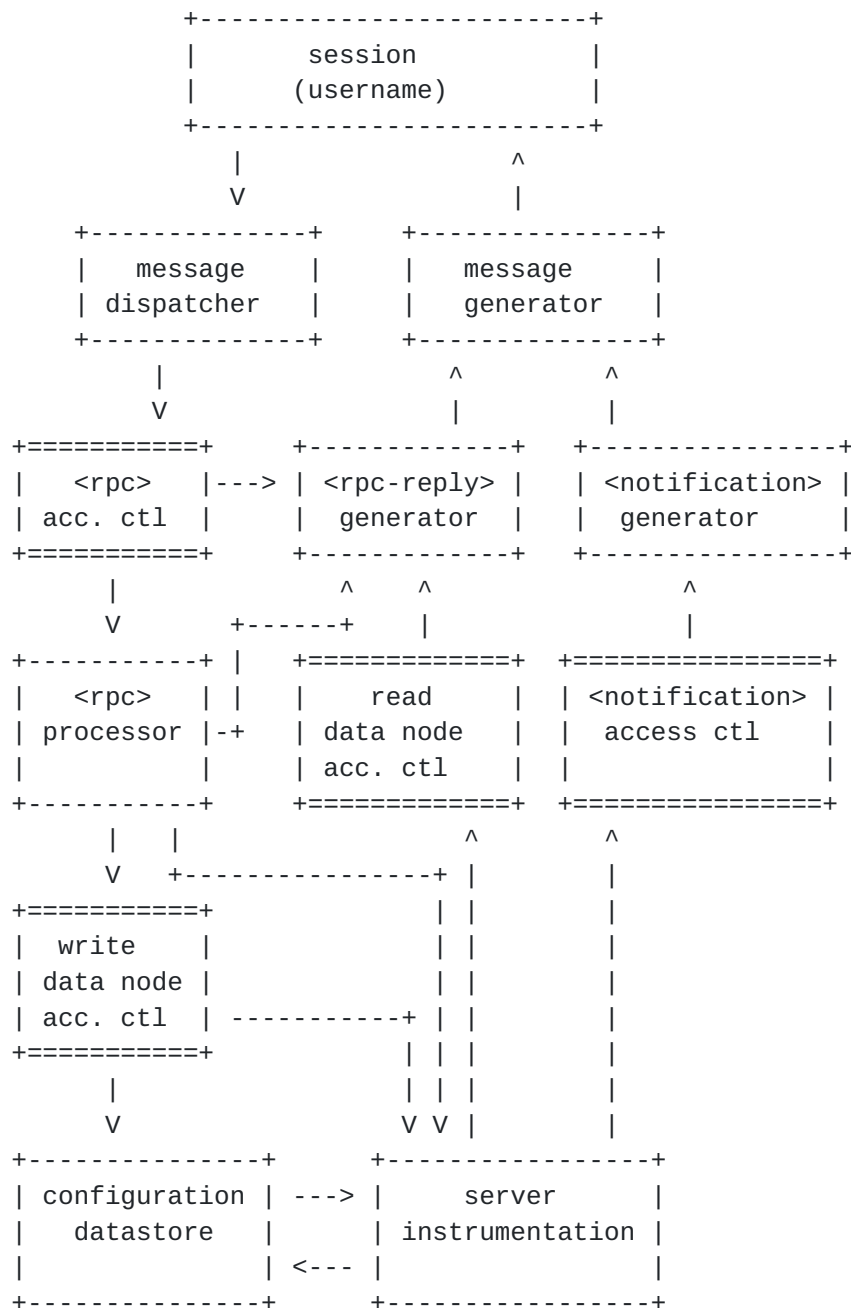 session
(username)
message message
dispatcher generator
<rpc> <rpc-reply> <notification>
acc. ctl generator generator
<rpc> read <notification>
processor data node access ctl
acc. ctl
write
data node
acc. ctl
configuration server
datastore instrumentation